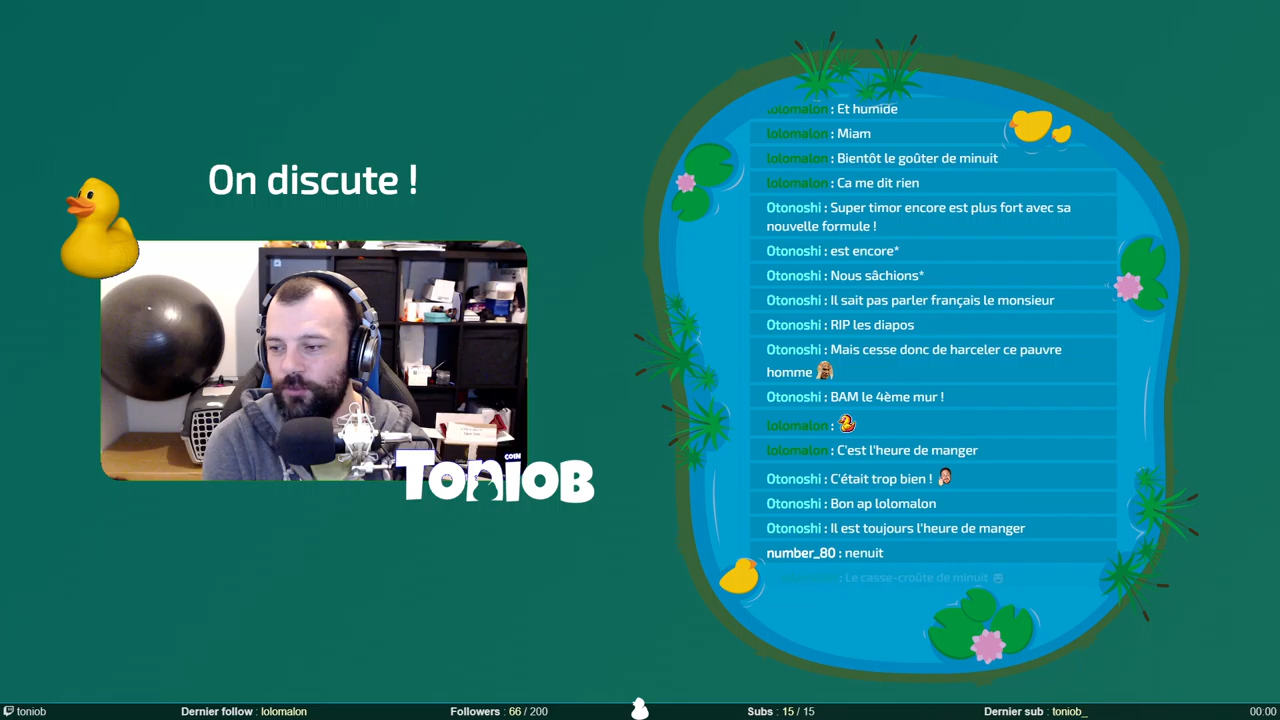 On discute !
COIN
TONIOB
lolomalon : Et humide
lolomalon : Miam
lolomalon : Bientôt le goûter de minuit
lolomalon : Ca me dit rien
Otonoshi : Super timor encore est plus fort avec sa
nouvelle formule !
Otonoshi : est encore*
Otonoshi : Nous sâchions*
Otonoshi : Il sait pas parler français le monsieur
Otonoshi : RIP les diapos
Otonoshi : Mais cesse donc de harceler ce pauvre
homme
Otonoshi : BAM le 4ème mur !
lolomalon :
lolomalon : C'est l'heure de manger
Otonoshi : C'était trop bien !
Otonoshi : Bon ap lolomalon
Otonoshi : Il est toujours l'heure de manger
number_80 : nenuit
lolomalon : Le casse-croûte de minuit
toniob
Dernier follow : lolomalon
Followers : 66 / 200
Subs : 15 / 15
Dernier sub : toniob_
00:00